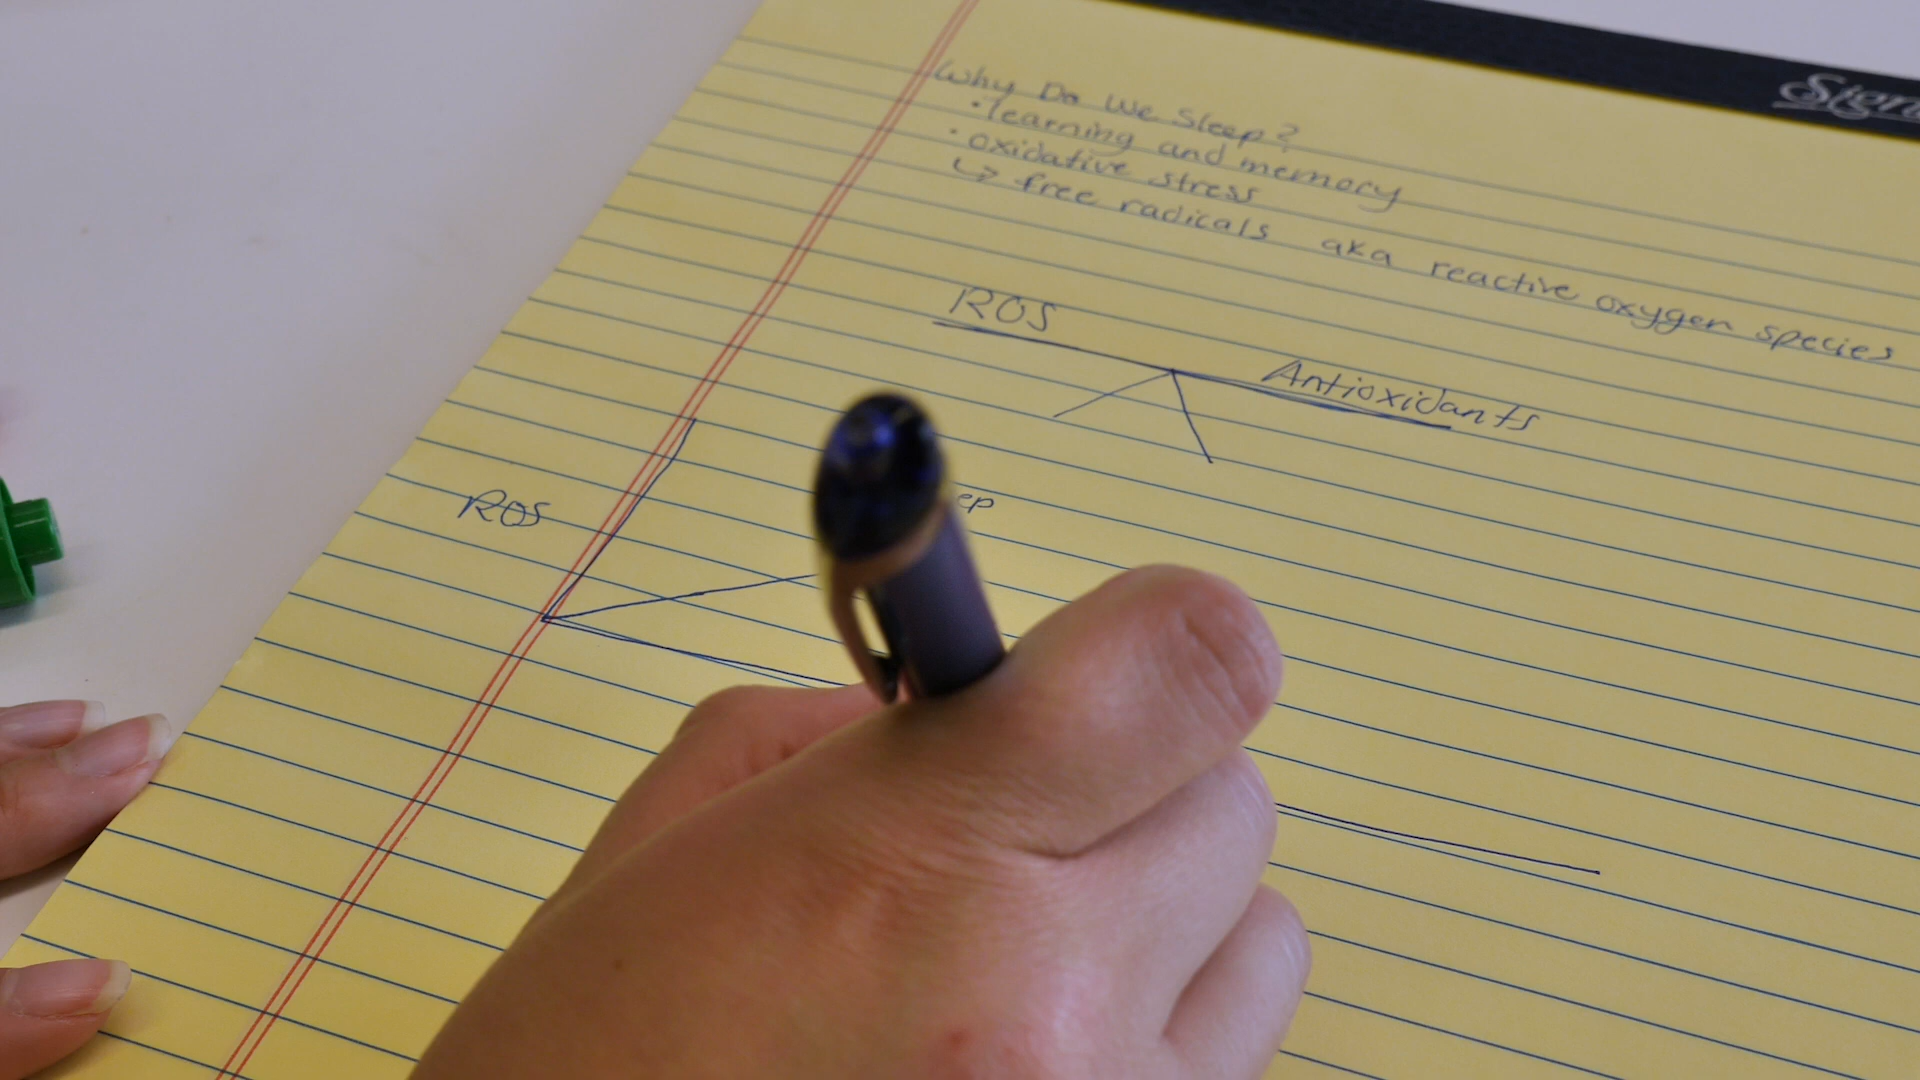 Why Do We Sleep?
• learning and memory
• oxidative stress
↳ free radicals aka reactive oxygen species
ROS
Antioxidants
ROS